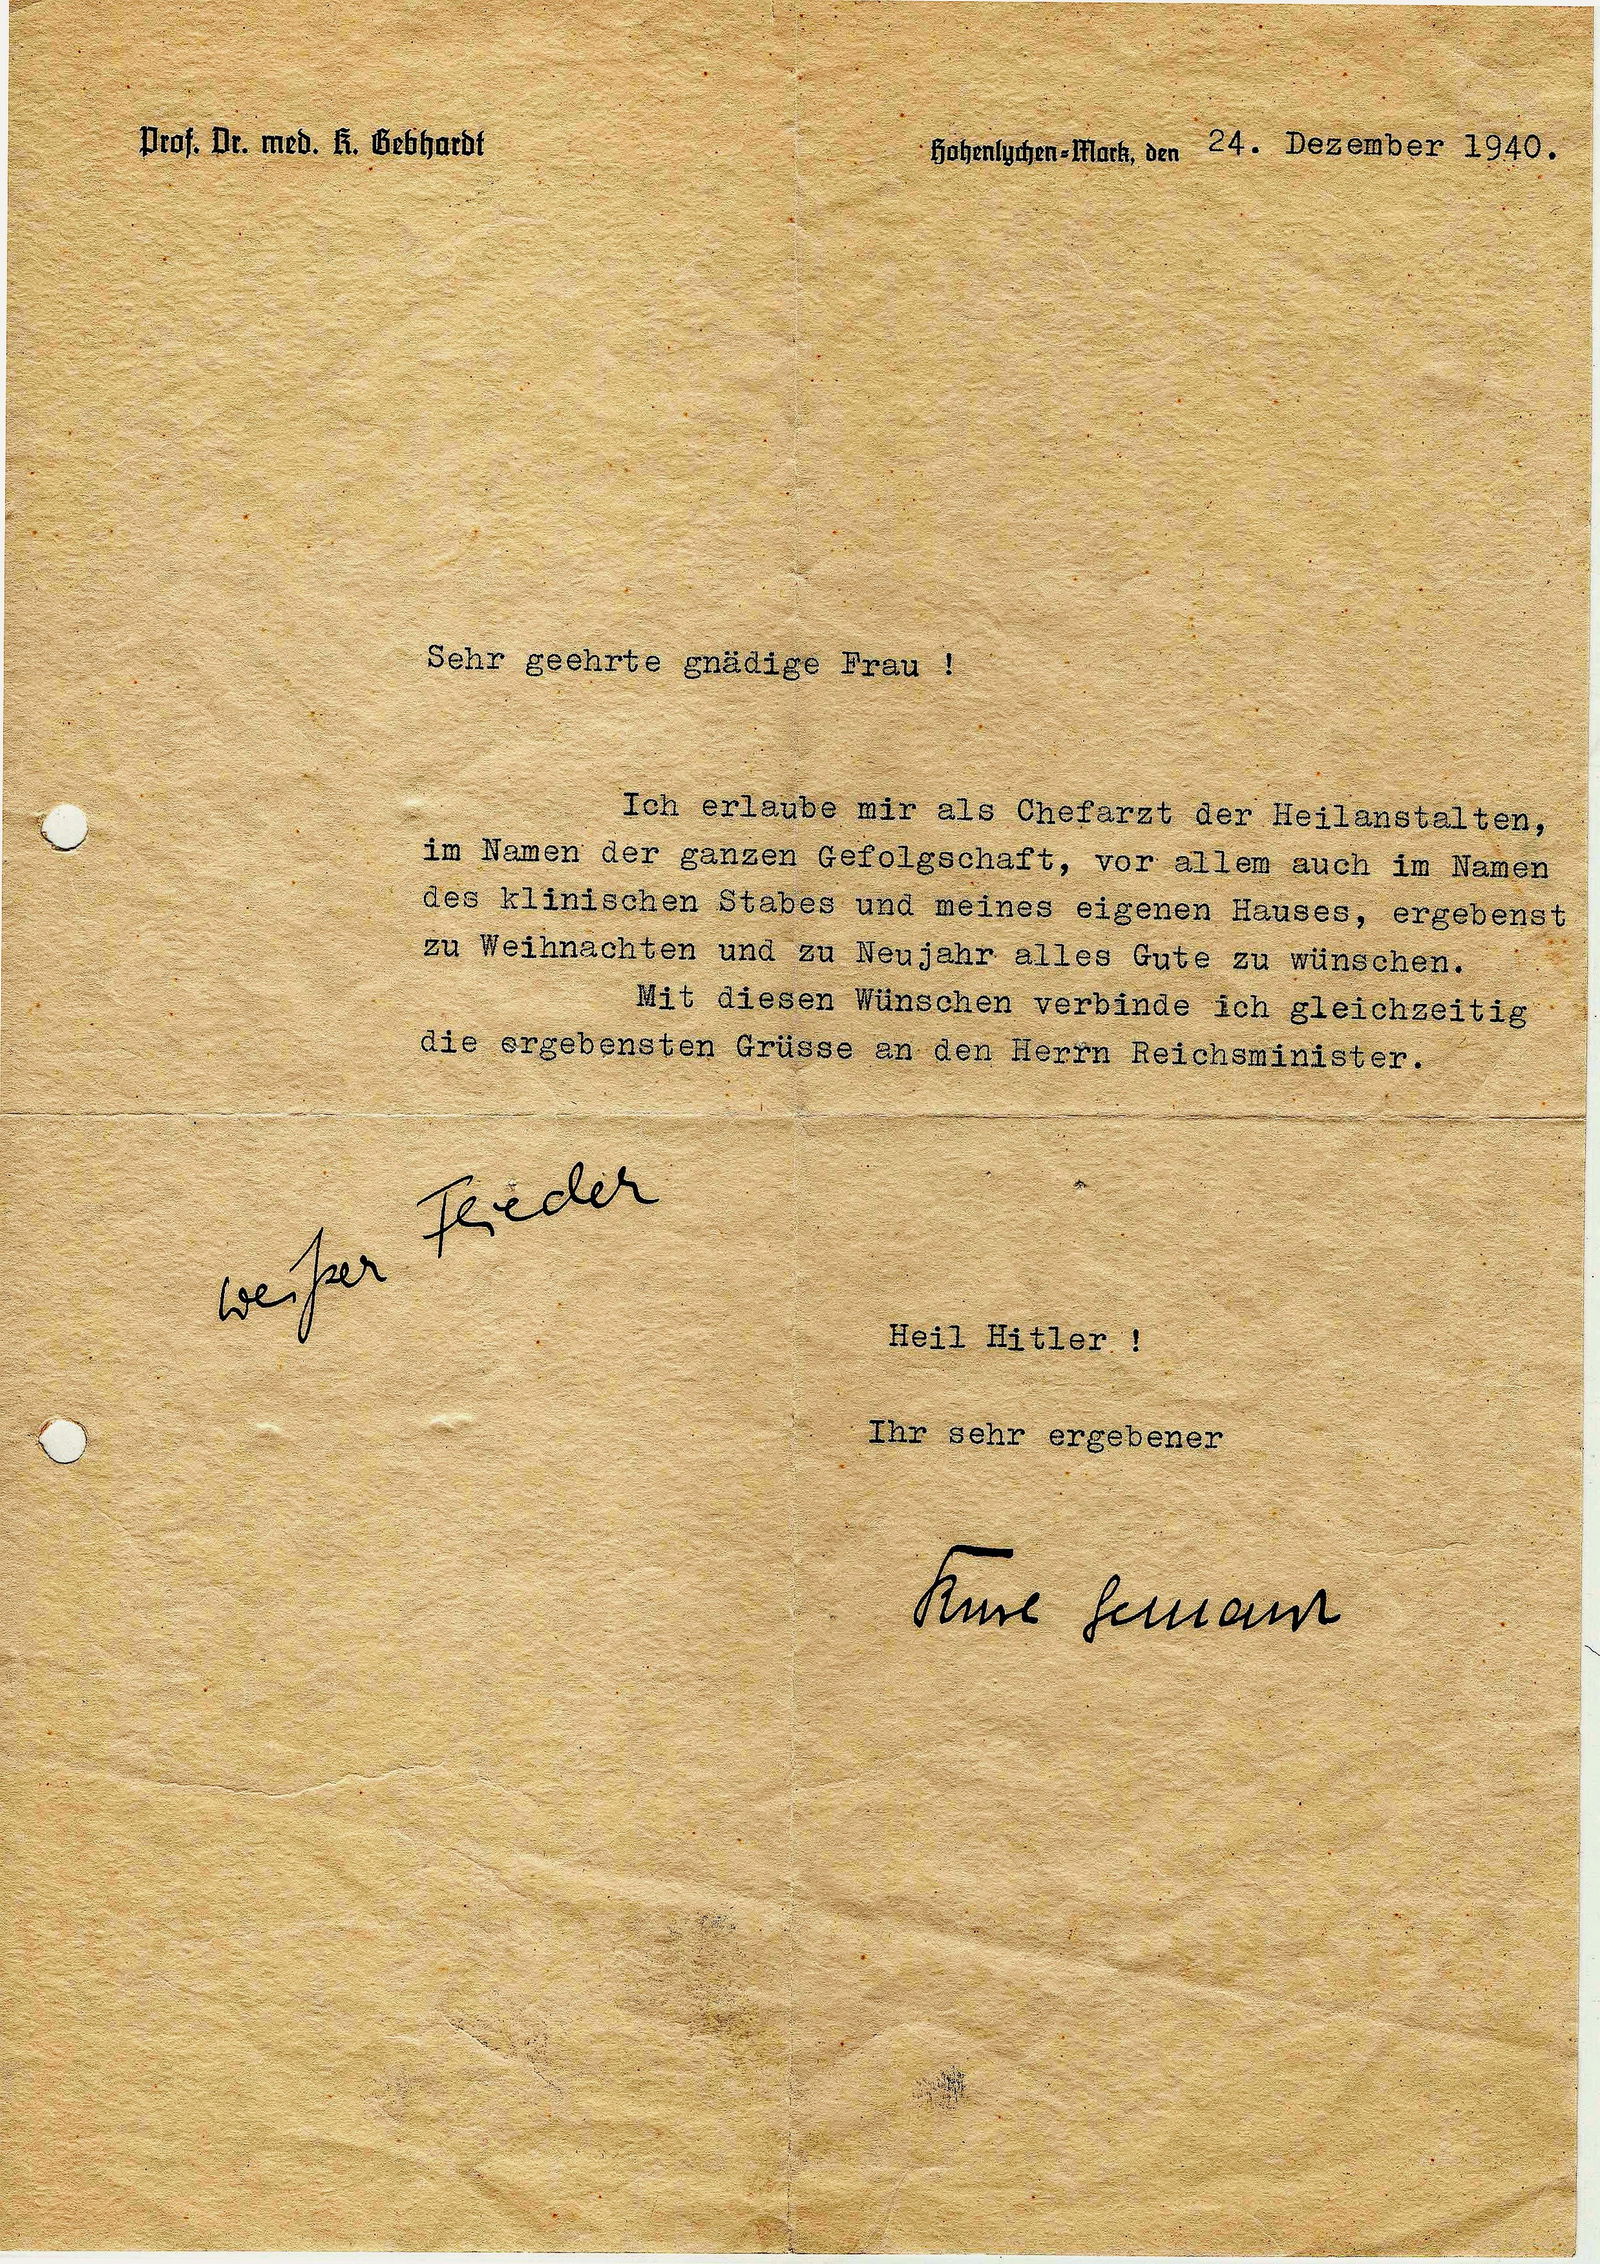 Prof. Dr. med. K. Gebhardt
Hohenlychen-Mark, den 24. Dezember 1940.
Sehr geehrte gnädige Frau !
Ich erlaube mir als Chefarzt der Heilanstalten,
im Namen der ganzen Gefolgschaft, vor allem auch im Namen
des klinischen Stabes und meines eigenen Hauses, ergebenst
zu Weihnachten und zu Neujahr alles Gute zu wünschen.
Mit diesen Wünschen verbinde ich gleichzeitig
die ergebensten Grüsse an den Herrn Reichsminister.
weißer Flieder
Heil Hitler !
Ihr sehr ergebener